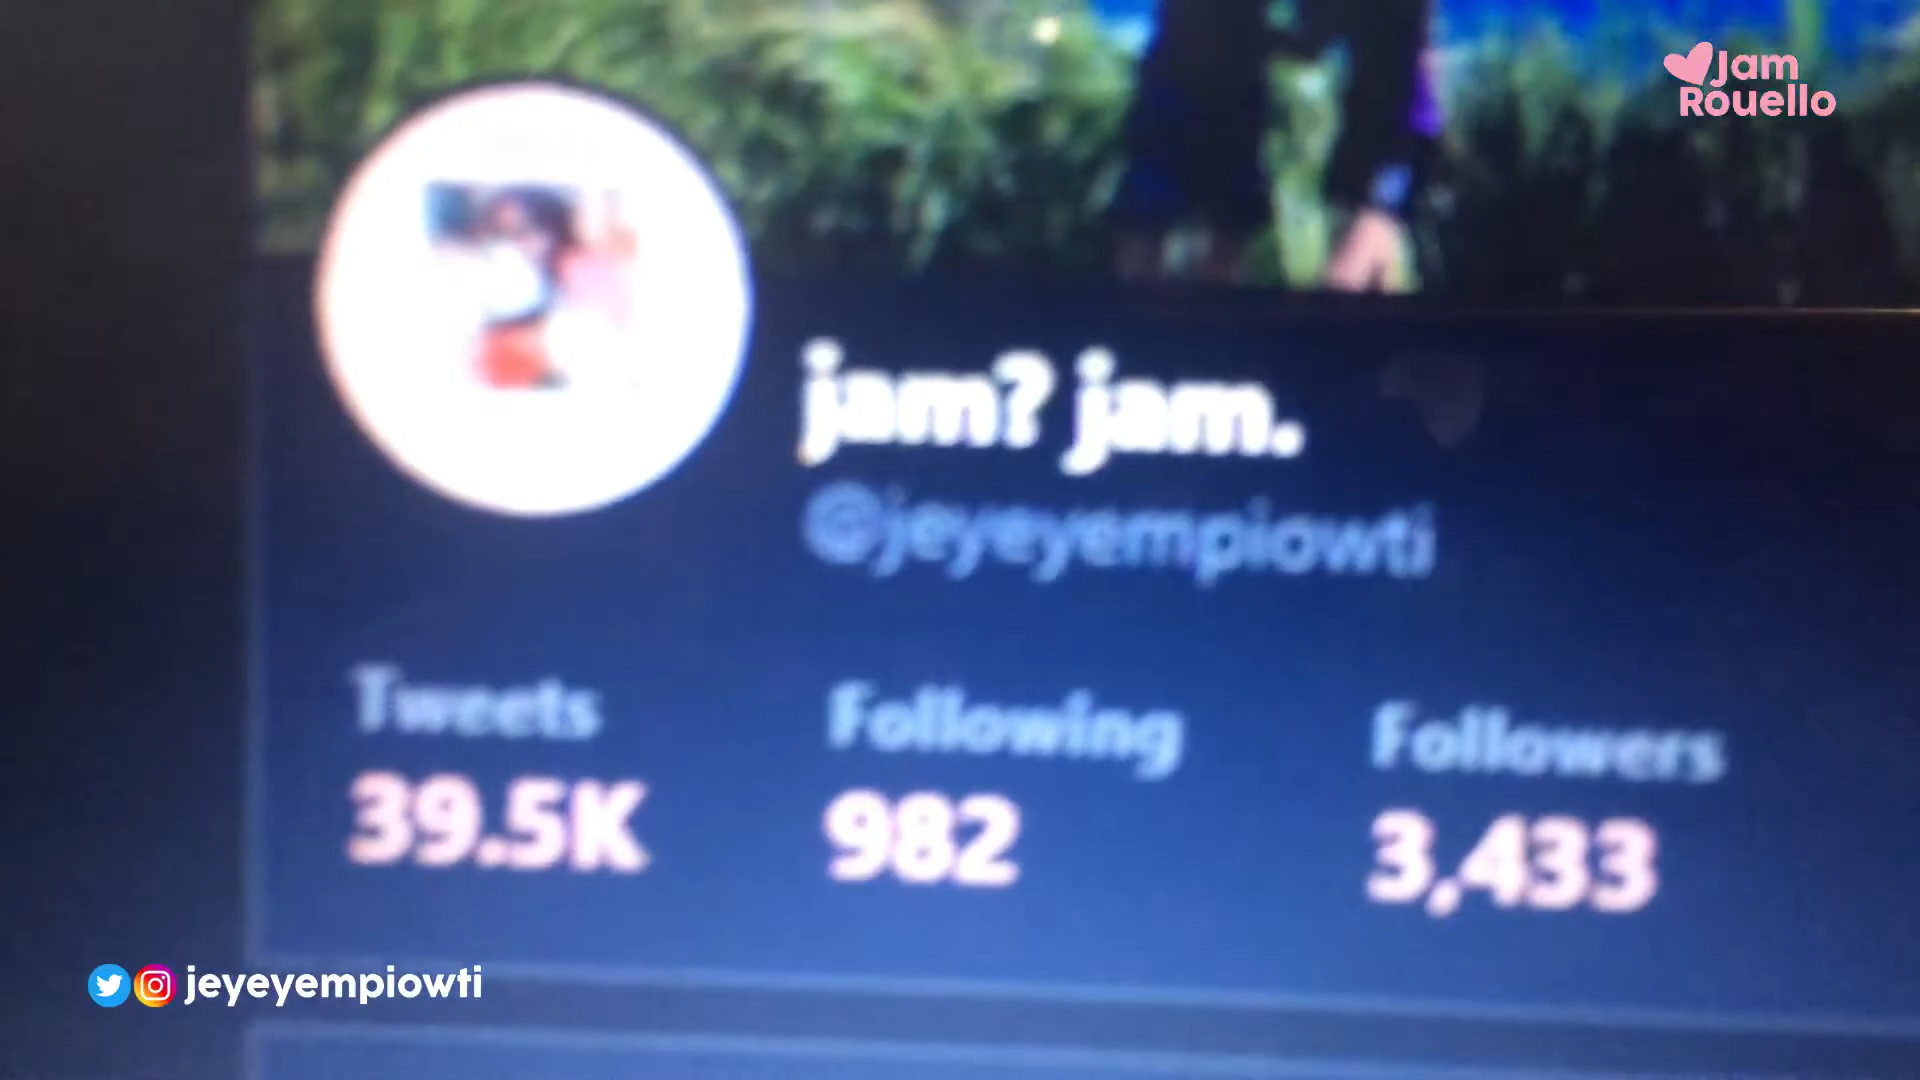 Jam
Rouello
jam? jam.
@jeyeyempiowti
Tweets Following Followers
39.5K 982 3,433
jeyeyempiowti